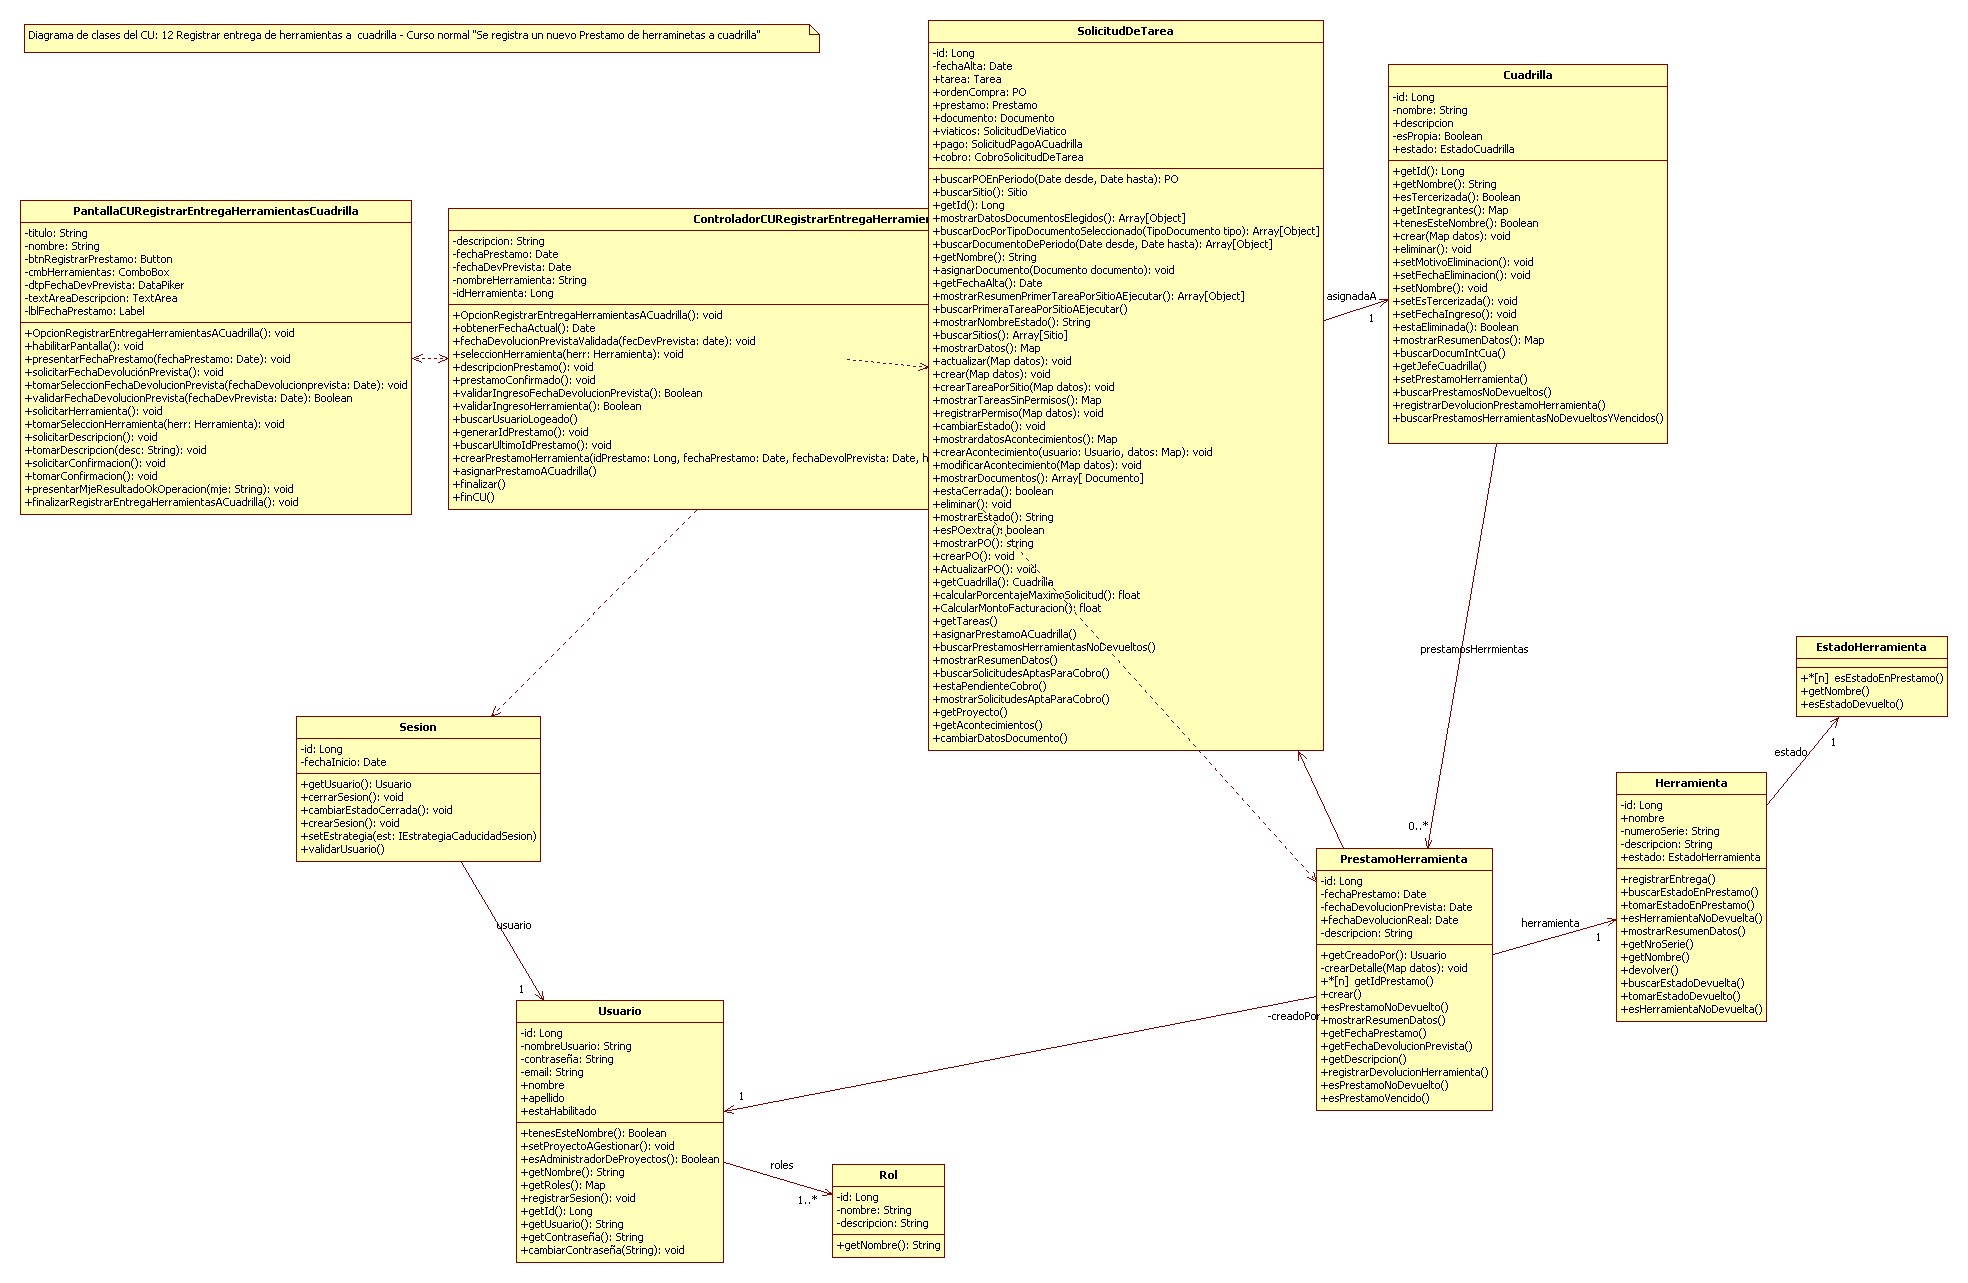 Diagrama de clases del CU: 12 Registrar entrega de herramientas a  cuadrilla - Curso normal "Se registra un nuevo Prestamo de herraminetas a cuadrilla"
PantallaCURegistrarEntregaHerramientasCuadrilla
-titulo: String
-nombre: String
-btnRegistrarPrestamo: Button
-cmbHerramientas: ComboBox
-dtpFechaDevPrevista: DataPiker
-textAreaDescripcion: TextArea
-lblFechaPrestamo: Label
+OpcionRegistrarEntregaHerramientasACuadrilla(): void
+habilitarPantalla(): void
+presentarFechaPrestamo(fechaPrestamo: Date): void
+solicitarFechaDevoluciónPrevista(): void
+tomarSeleccionFechaDevolucionPrevista(fechaDevolucionprevista: Date): void
+validarFechaDevolucionPrevista(fechaDevPrevista: Date): Boolean
+solicitarHerramienta(): void
+tomarSeleccionHerramienta(herr: Herramienta): void
+solicitarDescripcion(): void
+tomarDescripcion(desc: String): void
+solicitarConfirmacion(): void
+tomarConfirmacion(): void
+presentarMjeResultadoOkOperacion(mje: String): void
+finalizarRegistrarEntregaHerramientasACuadrilla(): void
ControladorCURegistrarEntregaHerramien
-descripcion: String
-fechaPrestamo: Date
-fechaDevPrevista: Date
-nombreHerramienta: String
-idHerramienta: Long
+OpcionRegistrarEntregaHerramientasACuadrilla(): void
+obtenerFechaActual(): Date
+fechaDevolucionPrevistaValidada(fecDevPrevista: date): void
+seleccionHerramienta(herr: Herramienta): void
+descripcionPrestamo(): void
+prestamoConfirmado(): void
+validarIngresoFechaDevolucionPrevista(): Boolean
+validarIngresoHerramienta(): Boolean
+buscarUsuarioLogeado()
+generarIdPrestamo(): void
+buscarUltimoIdPrestamo(): void
+crearPrestamoHerramienta(idPrestamo: Long, fechaPrestamo: Date, fechaDevolPrevista: Date, h
+asignarPrestamoACuadrilla()
+finalizar()
+finCU()
SolicitudDeTarea
-id: Long
-fechaAlta: Date
+tarea: Tarea
+ordenCompra: PO
+prestamo: Prestamo
+documento: Documento
+viaticos: SolicitudDeViatico
+pago: SolicitudPagoACuadrilla
+cobro: CobroSolicitudDeTarea
+buscarPOEnPeriodo(Date desde, Date hasta): PO
+buscarSitio(): Sitio
+getId(): Long
+mostrarDatosDocumentosElegidos(): Array[Object]
+buscarDocPorTipoDocumentoSeleccionado(TipoDocumento tipo): Array[Object]
+buscarDocumentoDePeriodo(Date desde, Date hasta): Array[Object]
+getNombre(): String
+asignarDocumento(Documento documento): void
+getFechaAlta(): Date
+mostrarResumenPrimerTareaPorSitioAEjecutar(): Array[Object]
+buscarPrimeraTareaPorSitioAEjecutar()
+mostrarNombreEstado(): String
+buscarSitios(): Array[Sitio]
+mostrarDatos(): Map
+actualizar(Map datos): void
+crear(Map datos): void
+crearTareaPorSitio(Map datos): void
+mostrarTareasSinPermisos(): Map
+registrarPermiso(Map datos): void
+cambiarEstado(): void
+mostrardatosAcontecimientos(): Map
+crearAcontecimiento(usuario: Usuario, datos: Map): void
+modificarAcontecimiento(Map datos): void
+mostrarDocumentos(): Array[ Documento]
+estaCerrada(): boolean
+eliminar(): void
+mostrarEstado(): String
+esPOextra(): boolean
+mostrarPO(): string
+crearPO(): void
+ActualizarPO(): void
+getCuadrilla(): Cuadrilla
+calcularPorcentajeMaximoSolicitud(): float
+CalcularMontoFacturacion(): float
+getTareas()
+asignarPrestamoACuadrilla()
+buscarPrestamosHerramientasNoDevueltos()
+mostrarResumenDatos()
+buscarSolicitudesAptasParaCobro()
+estaPendienteCobro()
+mostrarSolicitudesAptaParaCobro()
+getProyecto()
+getAcontecimientos()
+cambiarDatosDocumento()
asignadaA
1
Cuadrilla
-id: Long
-nombre: String
+descripcion
-esPropia: Boolean
+estado: EstadoCuadrilla
+getId(): Long
+getNombre(): String
+esTercerizada(): Boolean
+getIntegrantes(): Map
+tenesEsteNombre(): Boolean
+crear(Map datos): void
+eliminar(): void
+setMotivoEliminacion(): void
+setFechaEliminacion(): void
+setNombre(): void
+setEsTercerizada(): void
+setFechaIngreso(): void
+estaEliminada(): Boolean
+mostrarResumenDatos(): Map
+buscarDocumIntCua()
+getJefeCuadrilla()
+setPrestamoHerramienta()
+buscarPrestamosNoDevueltos()
+registrarDevolucionPrestamoHerramienta()
+buscarPrestamosHerramientasNoDevueltosYVencidos()
prestamosHerrmientas
0..*
EstadoHerramienta
+*[n]  esEstadoEnPrestamo()
+getNombre()
+esEstadoDevuelto()
estado
1
Herramienta
-id: Long
+nombre
-numeroSerie: String
-descripcion: String
+estado: EstadoHerramienta
+registrarEntrega()
+buscarEstadoEnPrestamo()
+tomarEstadoEnPrestamo()
+esHerramientaNoDevuelta()
+mostrarResumenDatos()
+getNroSerie()
+getNombre()
+devolver()
+buscarEstadoDevuelta()
+tomarEstadoDevuelto()
+esHerramientaNoDevuelta()
herramienta
1
PrestamoHerramienta
-id: Long
-fechaPrestamo: Date
-fechaDevolucionPrevista: Date
+fechaDevolucionReal: Date
-descripcion: String
+getCreadoPor(): Usuario
-crearDetalle(Map datos): void
+*[n]  getIdPrestamo()
+crear()
+esPrestamoNoDevuelto()
+mostrarResumenDatos()
+getFechaPrestamo()
+getFechaDevolucionPrevista()
+getDescripcion()
+registrarDevolucionHerramienta()
+esPrestamoNoDevuelto()
+esPrestamoVencido()
-creadoPor
1
Sesion
-id: Long
-fechaInicio: Date
+getUsuario(): Usuario
+cerrarSesion(): void
+cambiarEstadoCerrada(): void
+crearSesion(): void
+setEstrategia(est: IEstrategiaCaducidadSesion)
+validarUsuario()
usuario
1
Usuario
-id: Long
-nombreUsuario: String
-contraseña: String
-email: String
+nombre
+apellido
+estaHabilitado
+tenesEsteNombre(): Boolean
+setProyectoAGestionar(): void
+esAdministradorDeProyectos(): Boolean
+getNombre(): String
+getRoles(): Map
+registrarSesion(): void
+getId(): Long
+getUsuario(): String
+getContraseña(): String
+cambiarContraseña(String): void
roles
1..*
Rol
-id: Long
-nombre: String
-descripcion: String
+getNombre(): String